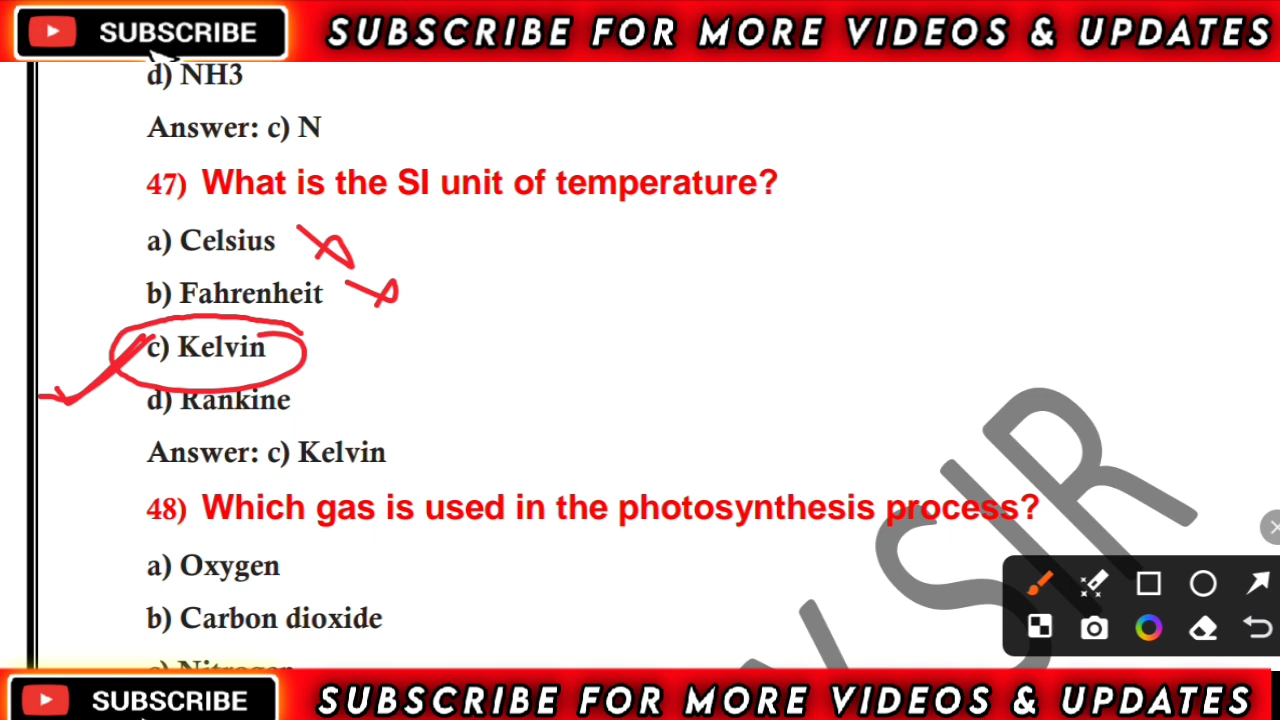 SUBSCRIBE SUBSCRIBE FOR MORE VIDEOS & UPDATES
d) NH3
Answer: c) N
47) What is the SI unit of temperature?
a) Celsius
b) Fahrenheit
c) Kelvin
d) Rankine
Answer: c) Kelvin
48) Which gas is used in the photosynthesis process?
a) Oxygen
b) Carbon dioxide
c) Nitrogen
SIR
SUBSCRIBE SUBSCRIBE FOR MORE VIDEOS & UPDATES